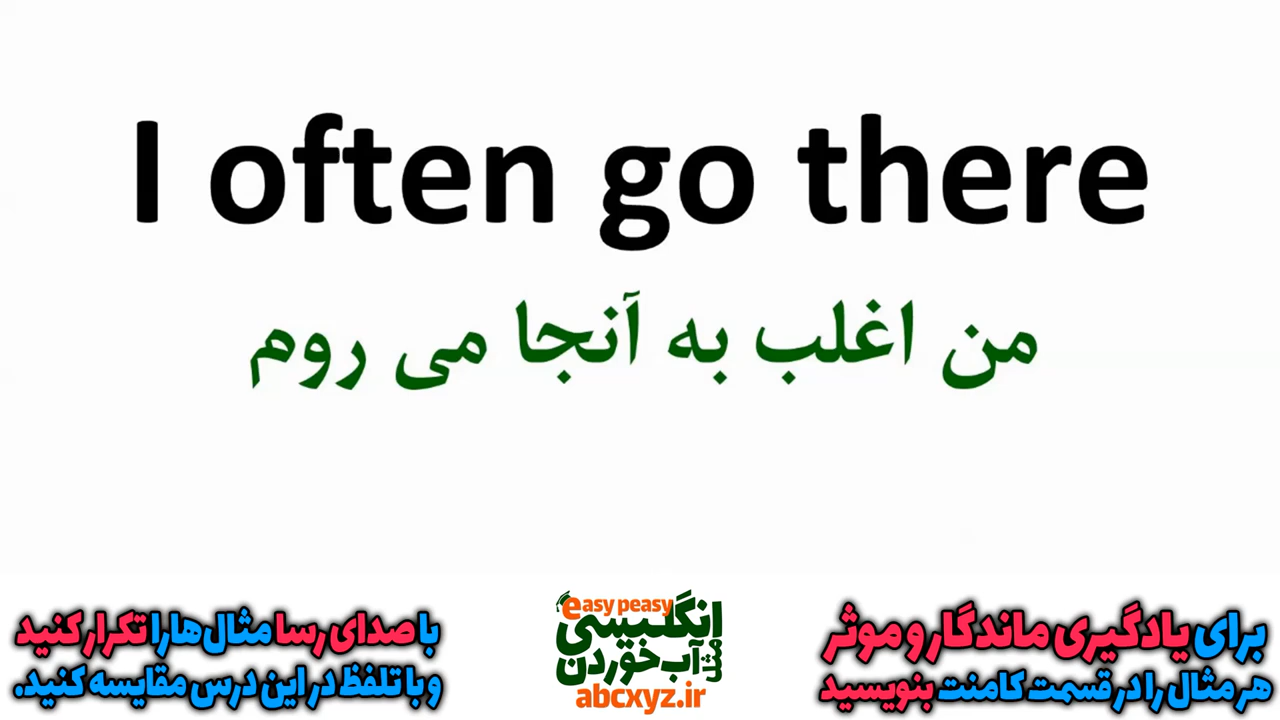 I often go there
من اغلب به آنجا می روم
برای یادگیری ماندگار و موثر
هر مثال را در قسمت کامنت بنویسید
easy peasy
انگلیسی
مثل آب خوردن
abcxyz.ir
با صدای رسا مثال‌ها را تکرار کنید
و با تلفظ در این درس مقایسه کنید.